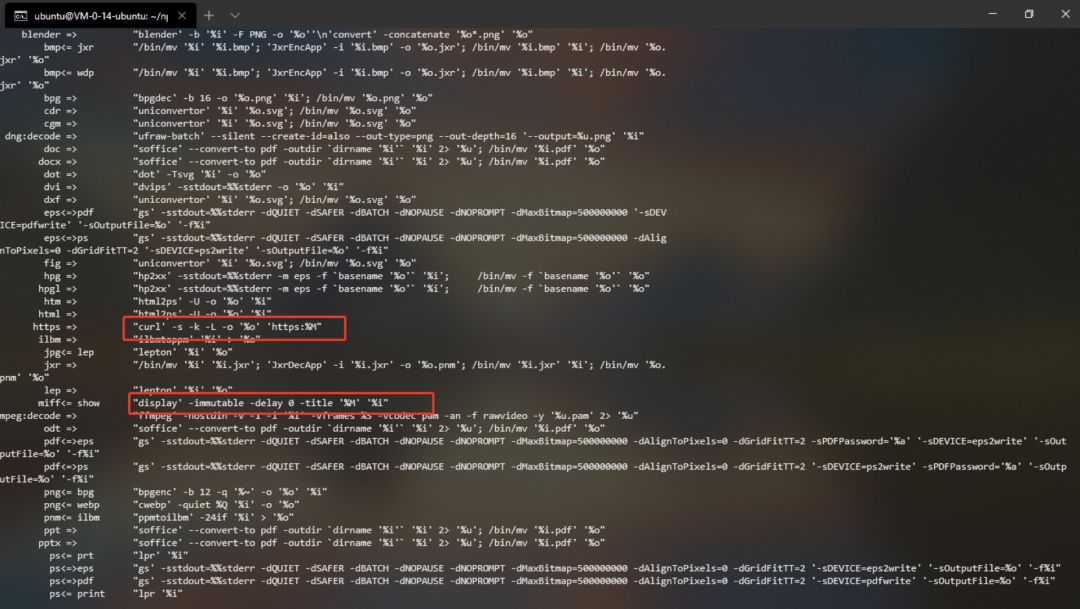 ubuntu@VM-0-14-ubuntu: ~/np
blender => "blender' -b '%i' -F PNG -o '%o''\n'convert' -concatenate '%o*.png' '%o"
bmp<= jxr "/bin/mv '%i' '%i.bmp'; 'JxrEncApp' -i '%i.bmp' -o '%o.jxr'; /bin/mv '%i.bmp' '%i'; /bin/mv '%o.
jxr' '%o"
bmp<= wdp "/bin/mv '%i' '%i.bmp'; 'JxrEncApp' -i '%i.bmp' -o '%o.jxr'; /bin/mv '%i.bmp' '%i'; /bin/mv '%o.
jxr' '%o"
bpg => "bpgdec' -b 16 -o '%o.png' '%i'; /bin/mv '%o.png' '%o"
cdr => "uniconvertor' '%i' '%o.svg'; /bin/mv '%o.svg' '%o"
cgm => "uniconvertor' '%i' '%o.svg'; /bin/mv '%o.svg' '%o"
dng:decode => "ufraw-batch' --silent --create-id=also --out-type=png --out-depth=16 '--output=%u.png' '%i"
doc => "soffice' --convert-to pdf -outdir `dirname '%i'` '%i' 2> '%u'; /bin/mv '%i.pdf' '%o"
docx => "soffice' --convert-to pdf -outdir `dirname '%i'` '%i' 2> '%u'; /bin/mv '%i.pdf' '%o"
dot => "dot' -Tsvg '%i' -o '%o"
dvi => "dvips' -sstdout=%%stderr -o '%o' '%i"
dxf => "uniconvertor' '%i' '%o.svg'; /bin/mv '%o.svg' '%o"
eps<=>pdf "gs' -sstdout=%%stderr -dQUIET -dSAFER -dBATCH -dNOPAUSE -dNOPROMPT -dMaxBitmap=500000000 '-sDEV
ICE=pdfwrite' '-sOutputFile=%o' '-f%i"
eps<=>ps "gs' -sstdout=%%stderr -dQUIET -dSAFER -dBATCH -dNOPAUSE -dNOPROMPT -dMaxBitmap=500000000 -dAlig
nToPixels=0 -dGridFitTT=2 '-sDEVICE=ps2write' '-sOutputFile=%o' '-f%i"
fig => "uniconvertor' '%i' '%o.svg'; /bin/mv '%o.svg' '%o"
hpg => "hp2xx' -sstdout=%%stderr -m eps -f `basename '%o'` '%i'; /bin/mv -f `basename '%o'` '%o"
hpgl => "hp2xx' -sstdout=%%stderr -m eps -f `basename '%o'` '%i'; /bin/mv -f `basename '%o'` '%o"
htm => "html2ps' -U -o '%o' '%i"
html => "html2ps' -U -o '%o' '%i"
https => "curl' -s -k -L -o '%o' 'https:%M"
ilbm => "ilbmtoppm' '%i' > '%o"
jpg<= lep "lepton' '%i' '%o"
jxr => "/bin/mv '%i' '%i.jxr'; 'JxrDecApp' -i '%i.jxr' -o '%o.pnm'; /bin/mv '%i.jxr' '%i'; /bin/mv '%o.
pnm' '%o"
lep => "lepton' '%i' '%o"
miff<= show "display' -immutable -delay 0 -title '%M' '%i"
mpeg:decode => "ffmpeg' -nostdin -v -1 -i '%i' -vframes %S -vcodec pam -an -f rawvideo -y '%u.pam' 2> '%u"
odt => "soffice' --convert-to pdf -outdir `dirname '%i'` '%i' 2> '%u'; /bin/mv '%i.pdf' '%o"
pdf<=>eps "gs' -sstdout=%%stderr -dQUIET -dSAFER -dBATCH -dNOPAUSE -dNOPROMPT -dMaxBitmap=500000000 -dAlignToPixels=0 -dGridFitTT=2 -sPDFPassword='%a' '-sDEVICE=eps2write' '-sOut
putFile=%o' '-f%i"
pdf<=>ps "gs' -sstdout=%%stderr -dQUIET -dSAFER -dBATCH -dNOPAUSE -dNOPROMPT -dMaxBitmap=500000000 -dAlignToPixels=0 -dGridFitTT=2 '-sDEVICE=ps2write' -sPDFPassword='%a' '-sOutp
utFile=%o' '-f%i"
png<= bpg "bpgenc' -b 12 -q '%~' -o '%o' '%i"
png<= webp "cwebp' -quiet %Q '%i' -o '%o"
pnm<= ilbm "ppmtoilbm' -24if '%i' > '%o"
ppt => "soffice' --convert-to pdf -outdir `dirname '%i'` '%i' 2> '%u'; /bin/mv '%i.pdf' '%o"
pptx => "soffice' --convert-to pdf -outdir `dirname '%i'` '%i' 2> '%u'; /bin/mv '%i.pdf' '%o"
ps<= prt "lpr' '%i"
ps<=>eps "gs' -sstdout=%%stderr -dQUIET -dSAFER -dBATCH -dNOPAUSE -dNOPROMPT -dMaxBitmap=500000000 -dAlignToPixels=0 -dGridFitTT=2 '-sDEVICE=eps2write' '-sOutputFile=%o' '-f%i"
ps<=>pdf "gs' -sstdout=%%stderr -dQUIET -dSAFER -dBATCH -dNOPAUSE -dNOPROMPT -dMaxBitmap=500000000 -dAlignToPixels=0 -dGridFitTT=2 '-sDEVICE=pdfwrite' '-sOutputFile=%o' '-f%i"
ps<= print "lpr '%i"